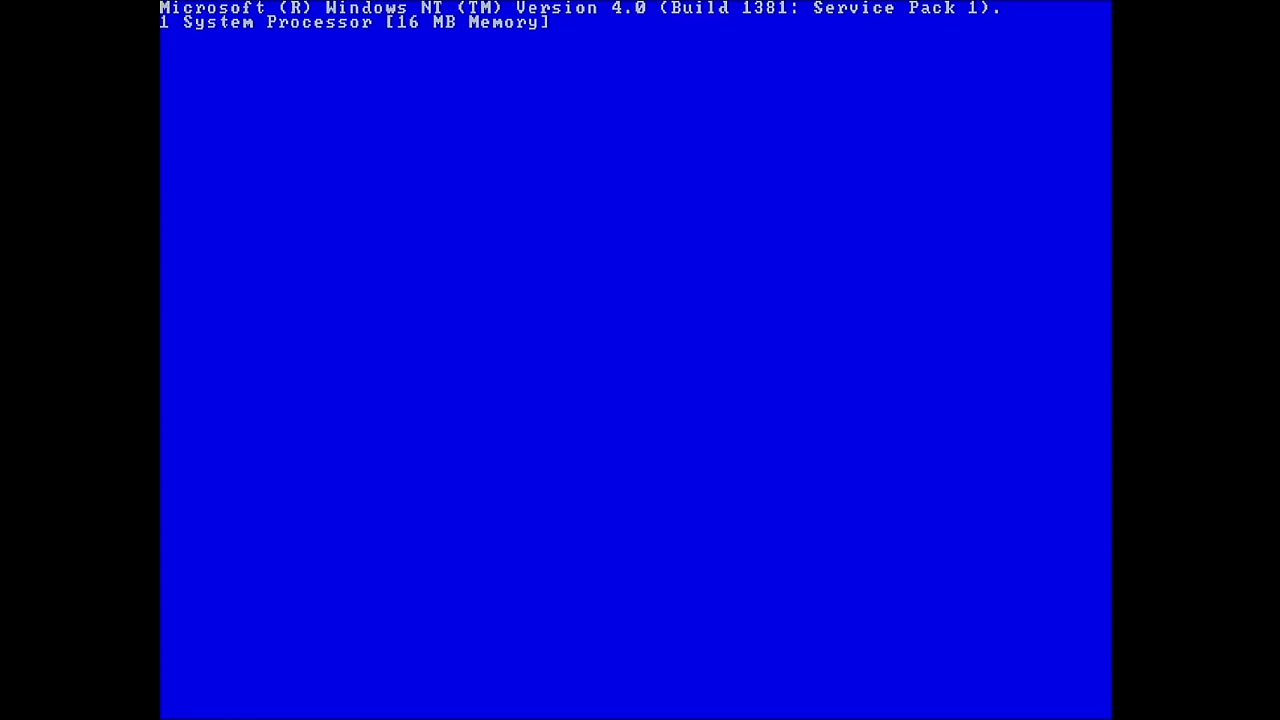 Microsoft (R) Windows NT (TM) Version 4.0 (Build 1381: Service Pack 1).
1 System Processor [16 MB Memory]